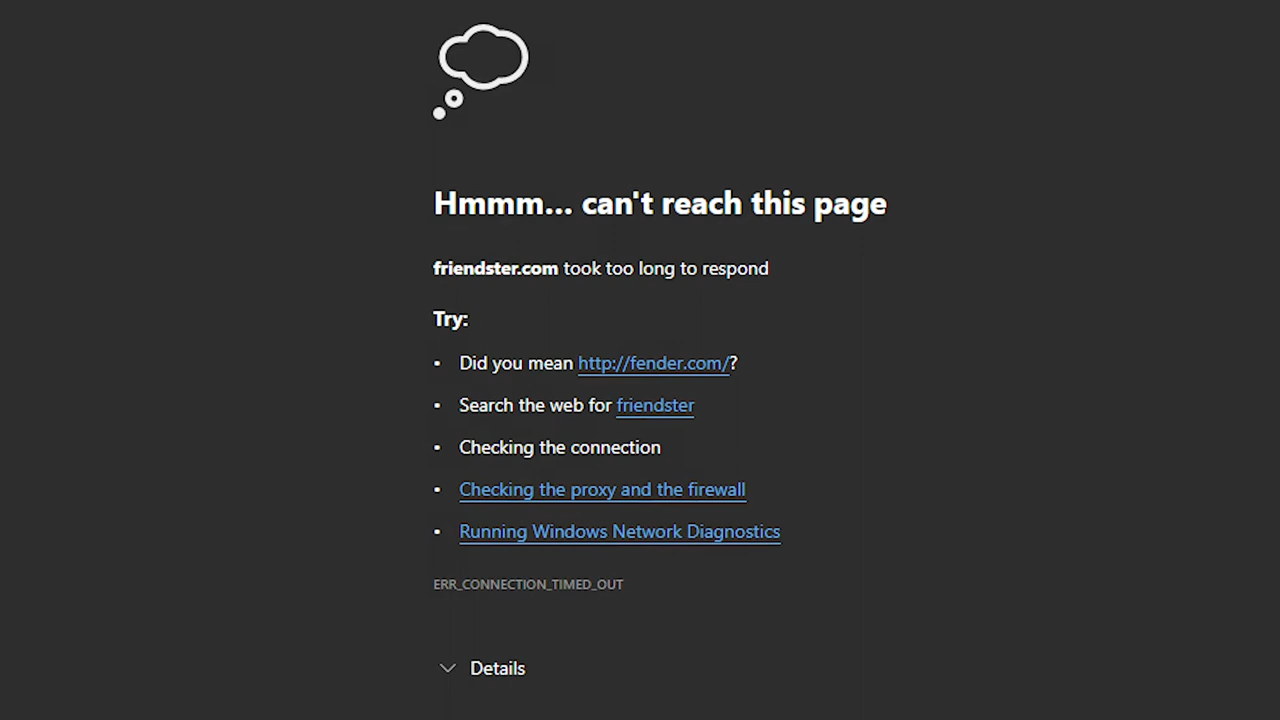 Hmmm... can't reach this page
friendster.com took too long to respond
Try:
• Did you mean http://fender.com/?
• Search the web for friendster
• Checking the connection
• Checking the proxy and the firewall
• Running Windows Network Diagnostics
ERR_CONNECTION_TIMED_OUT
Details